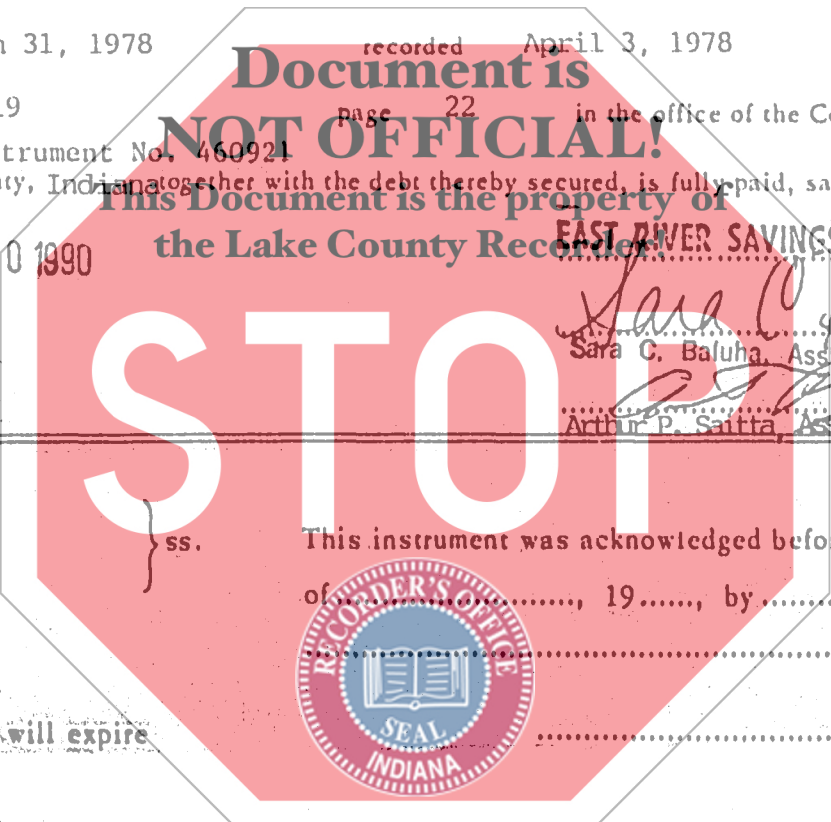 31, 1978 recorded April 3, 1978
Document is
19 page 22 in the office of the
NOT OFFICIAL!
trument No. 460921
ty, Indiana together with the debt thereby secured, is fully paid, sa
This Document is the property of
EAST RIVER SAVINGS
the Lake County Recorder!
0 1990
STOP
Sara C. Baluha, Ass
Arthur P. Saitta, Ass
ss. This instrument was acknowledged befo
of ........, 19......, by ........
RECORDER'S OFFICE
SEAL
INDIANA
will expire